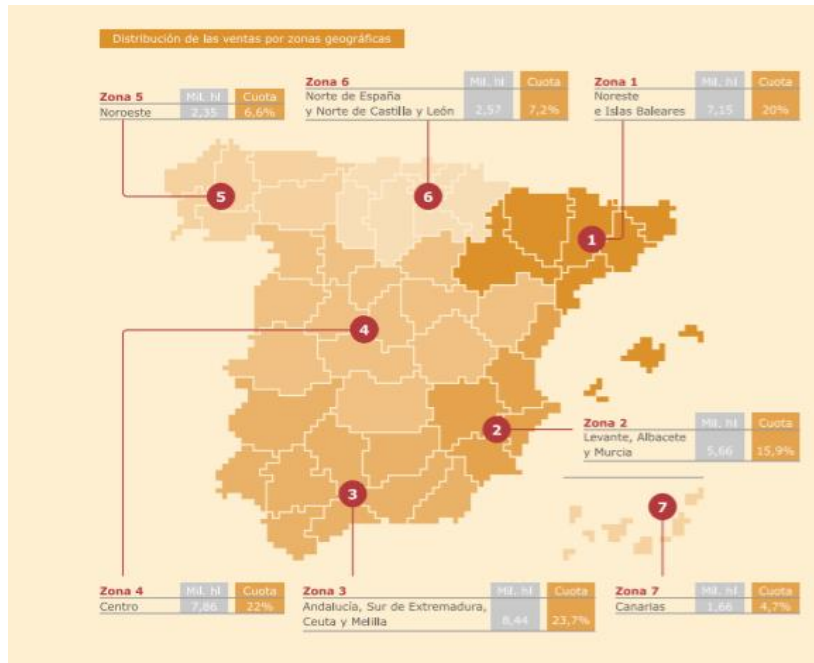 Distribución de las ventas por zonas geográficas
Zona 5 Mil. hl Cuota
Noroeste 2,35 6,6%
Zona 6 Mil. hl Cuota
Norte de España
y Norte de Castilla y León 2,57 7,2%
Zona 1 Mil. hl Cuota
Noreste
e Islas Baleares 7,15 20%
5
6
1
4
Zona 2 Mil. hl Cuota
Levante, Albacete
y Murcia 5,66 15,9%
2
3
7
Zona 4 Mil. hl Cuota
Centro 7,86 22%
Zona 3 Mil. hl Cuota
Andalucía, Sur de Extremadura,
Ceuta y Melilla 8,44 23,7%
Zona 7 Mil. hl Cuota
Canarias 1,66 4,7%